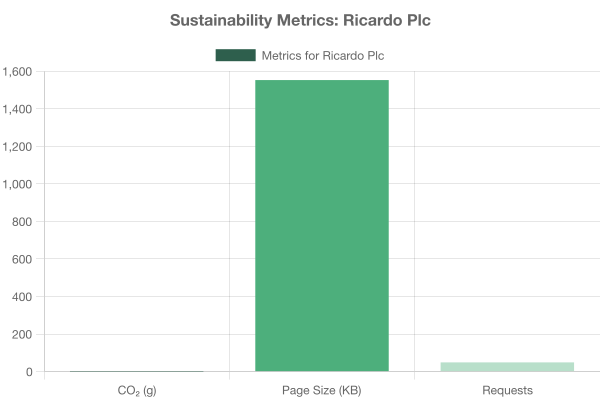 Sustainability Metrics: Ricardo Plc
Metrics for Ricardo Plc
1,600
1,400
1,200
1,000
800
600
400
200
0
CO₂ (g)
Page Size (KB)
Requests